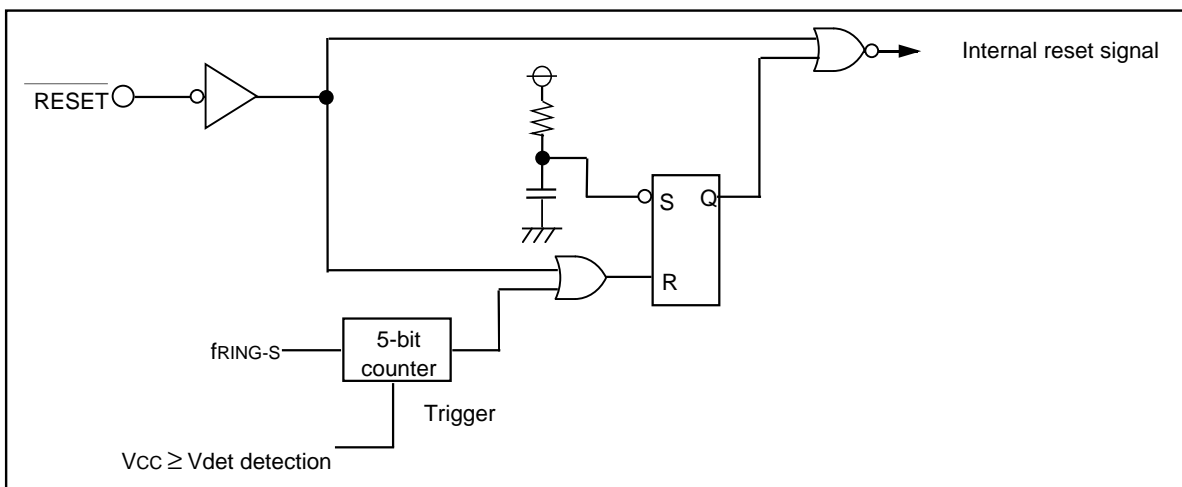 Internal reset signal
RESET
S Q
R
fRING-S
5-bit
counter
Trigger
VCC ≥ Vdet detection